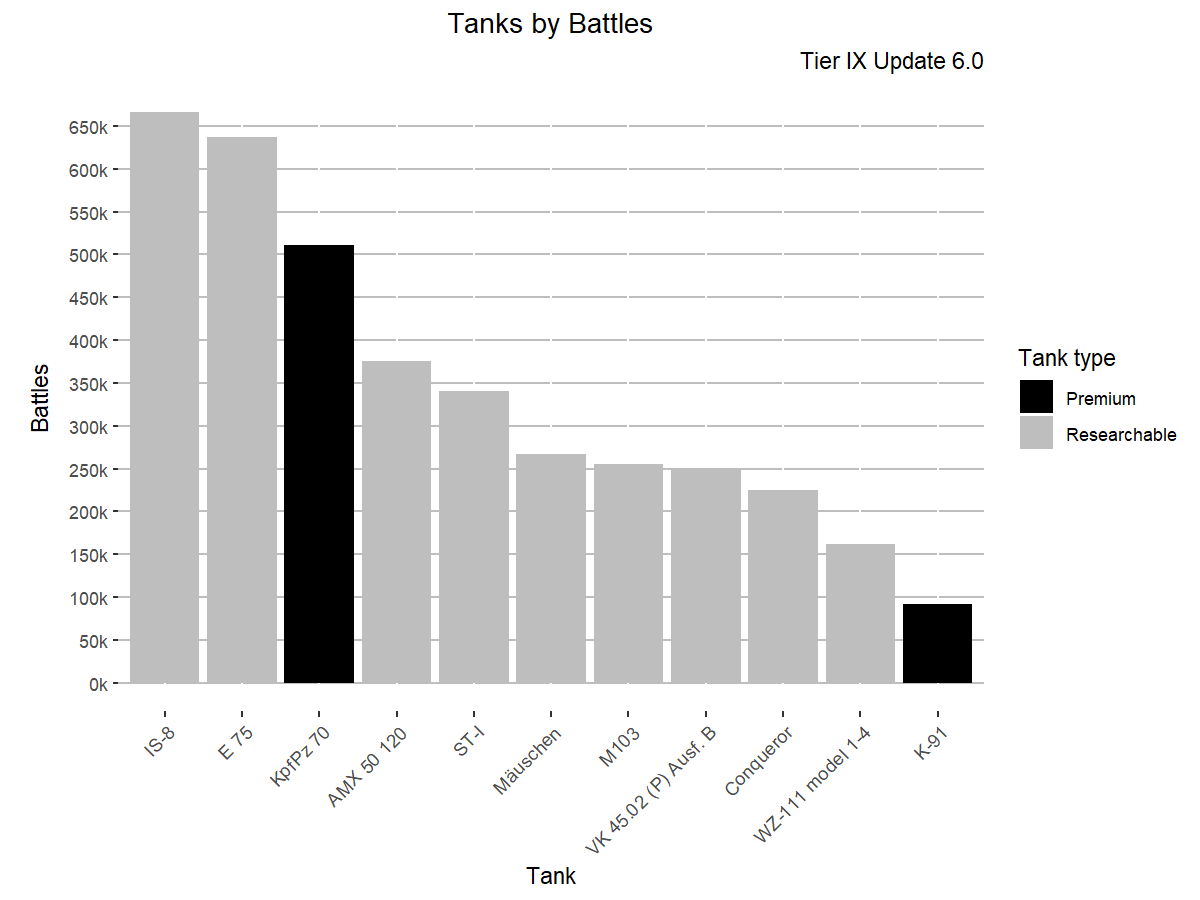 Tanks by Battles
Tier IX Update 6.0
650k
600k
550k
500k
450k
400k
350k
300k
250k
200k
150k
100k
50k
0k
Battles
IS-8
E 75
KpfPz 70
AMX 50 120
ST-I
Mäuschen
M103
VK 45.02 (P) Ausf. B
Conqueror
WZ-111 model 1-4
K-91
Tank
Tank type
Premium
Researchable